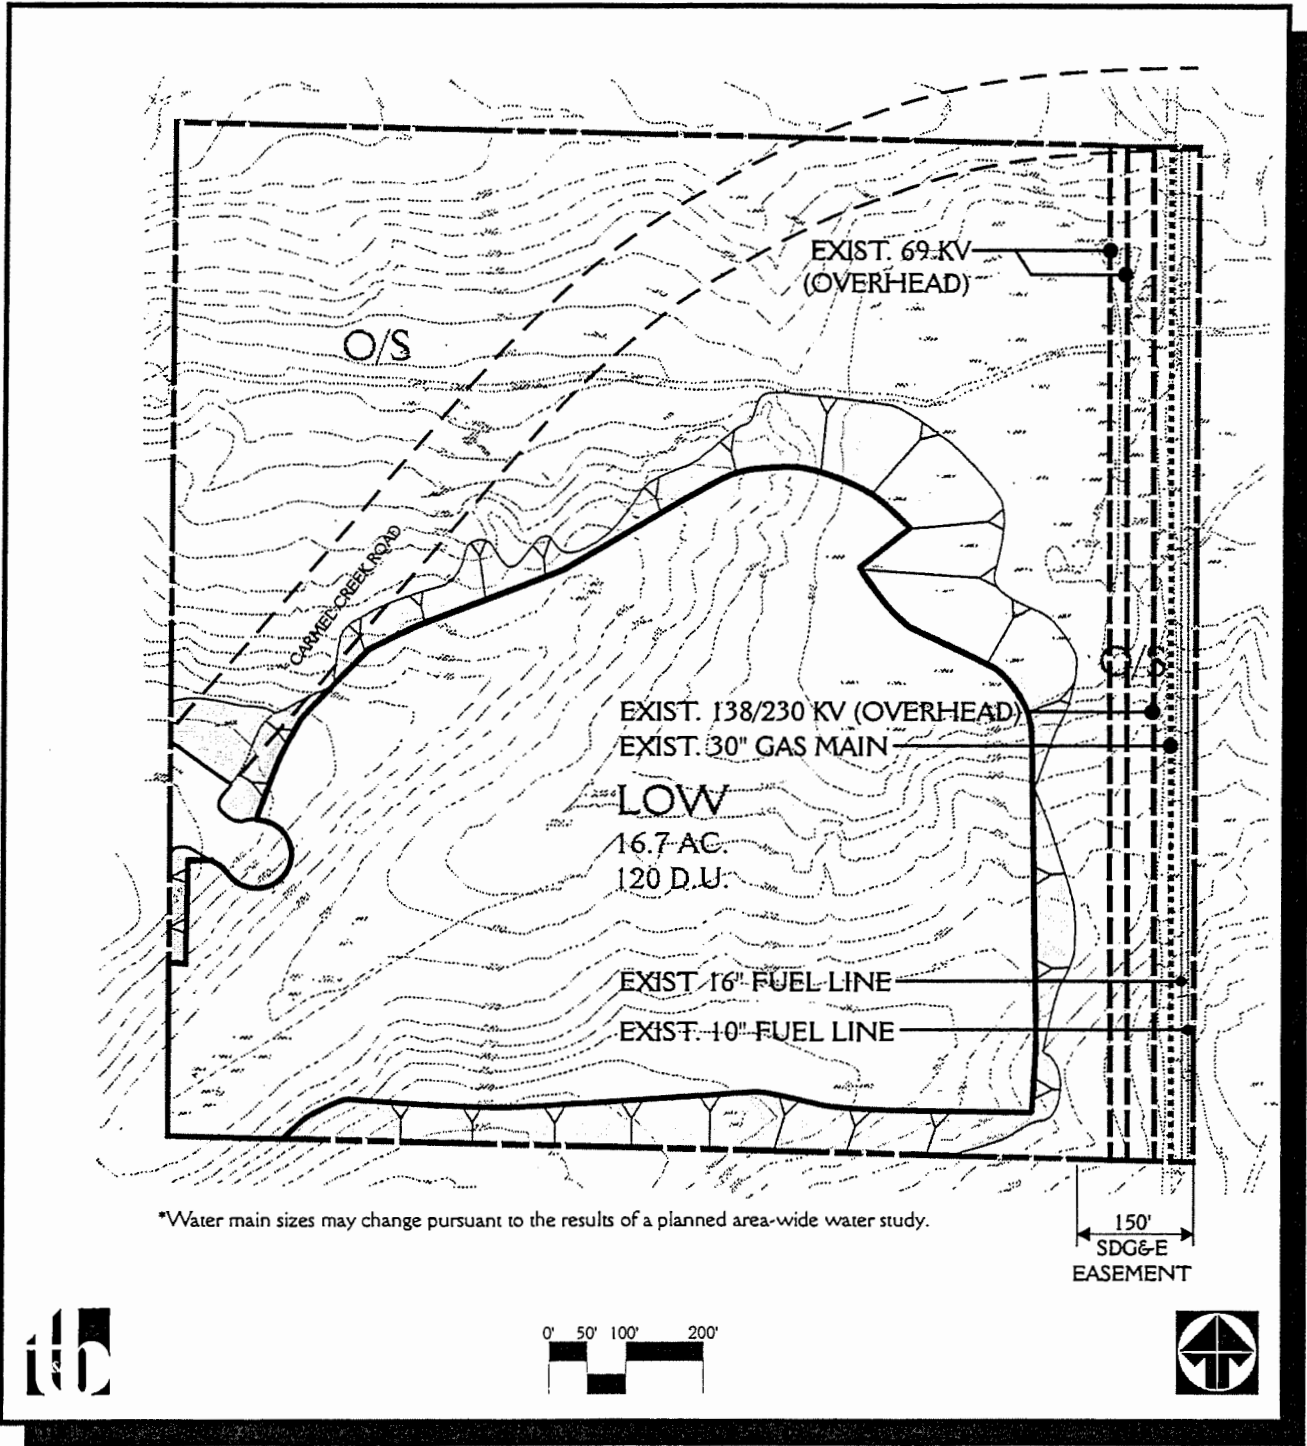 EXIST. 69 KV
(OVERHEAD)
O/S
CARMEL CREEK ROAD
O/S
EXIST. 138/230 KV (OVERHEAD)
EXIST. 30" GAS MAIN
LOW
16.7 AC.
120 D.U.
EXIST 16" FUEL LINE
EXIST. 10" FUEL LINE
*Water main sizes may change pursuant to the results of a planned area-wide water study.
150'
SDG&E
EASEMENT
0' 50' 100' 200'
t&b